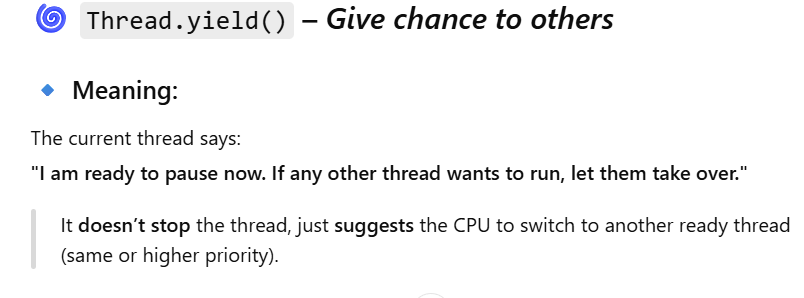 🌀 Thread.yield() – Give chance to others
🔹 Meaning:
The current thread says:
"I am ready to pause now. If any other thread wants to run, let them take over."
It doesn’t stop the thread, just suggests the CPU to switch to another ready thread
(same or higher priority).